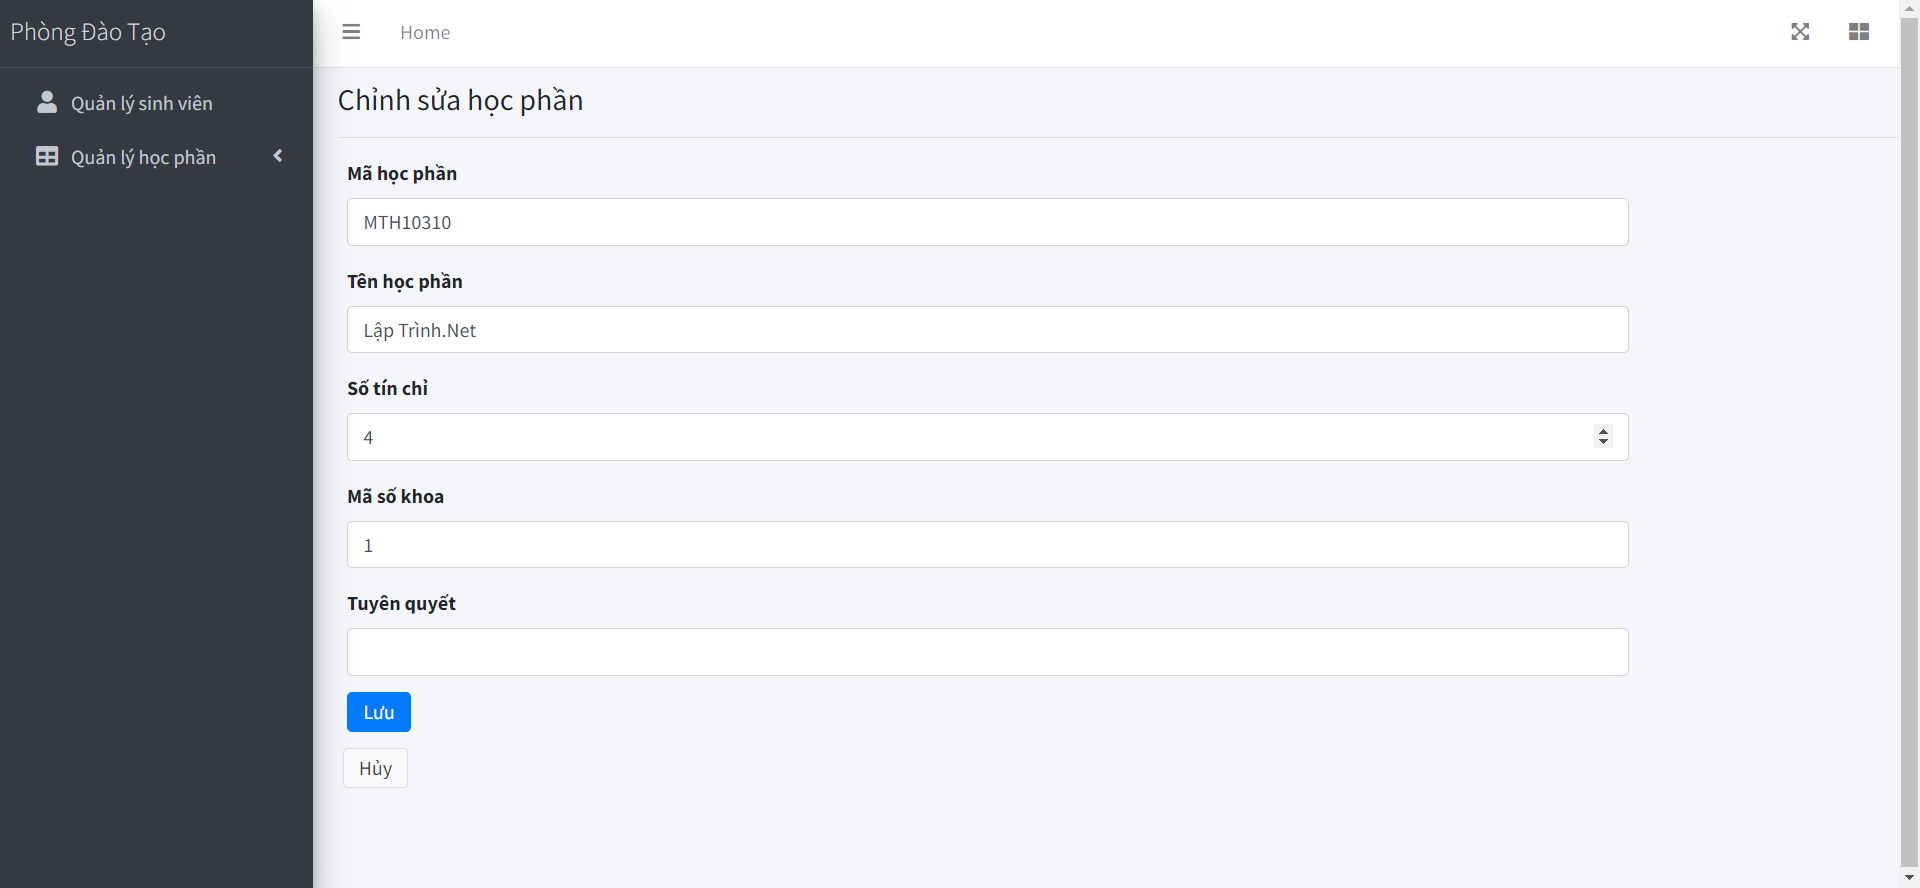 Phòng Đào Tạo
Home
Quản lý sinh viên
Quản lý học phần
Chỉnh sửa học phần
Mã học phần
MTH10310
Tên học phần
Lập Trình.Net
Số tín chỉ
4
Mã số khoa
1
Tuyên quyết
Lưu
Hủy